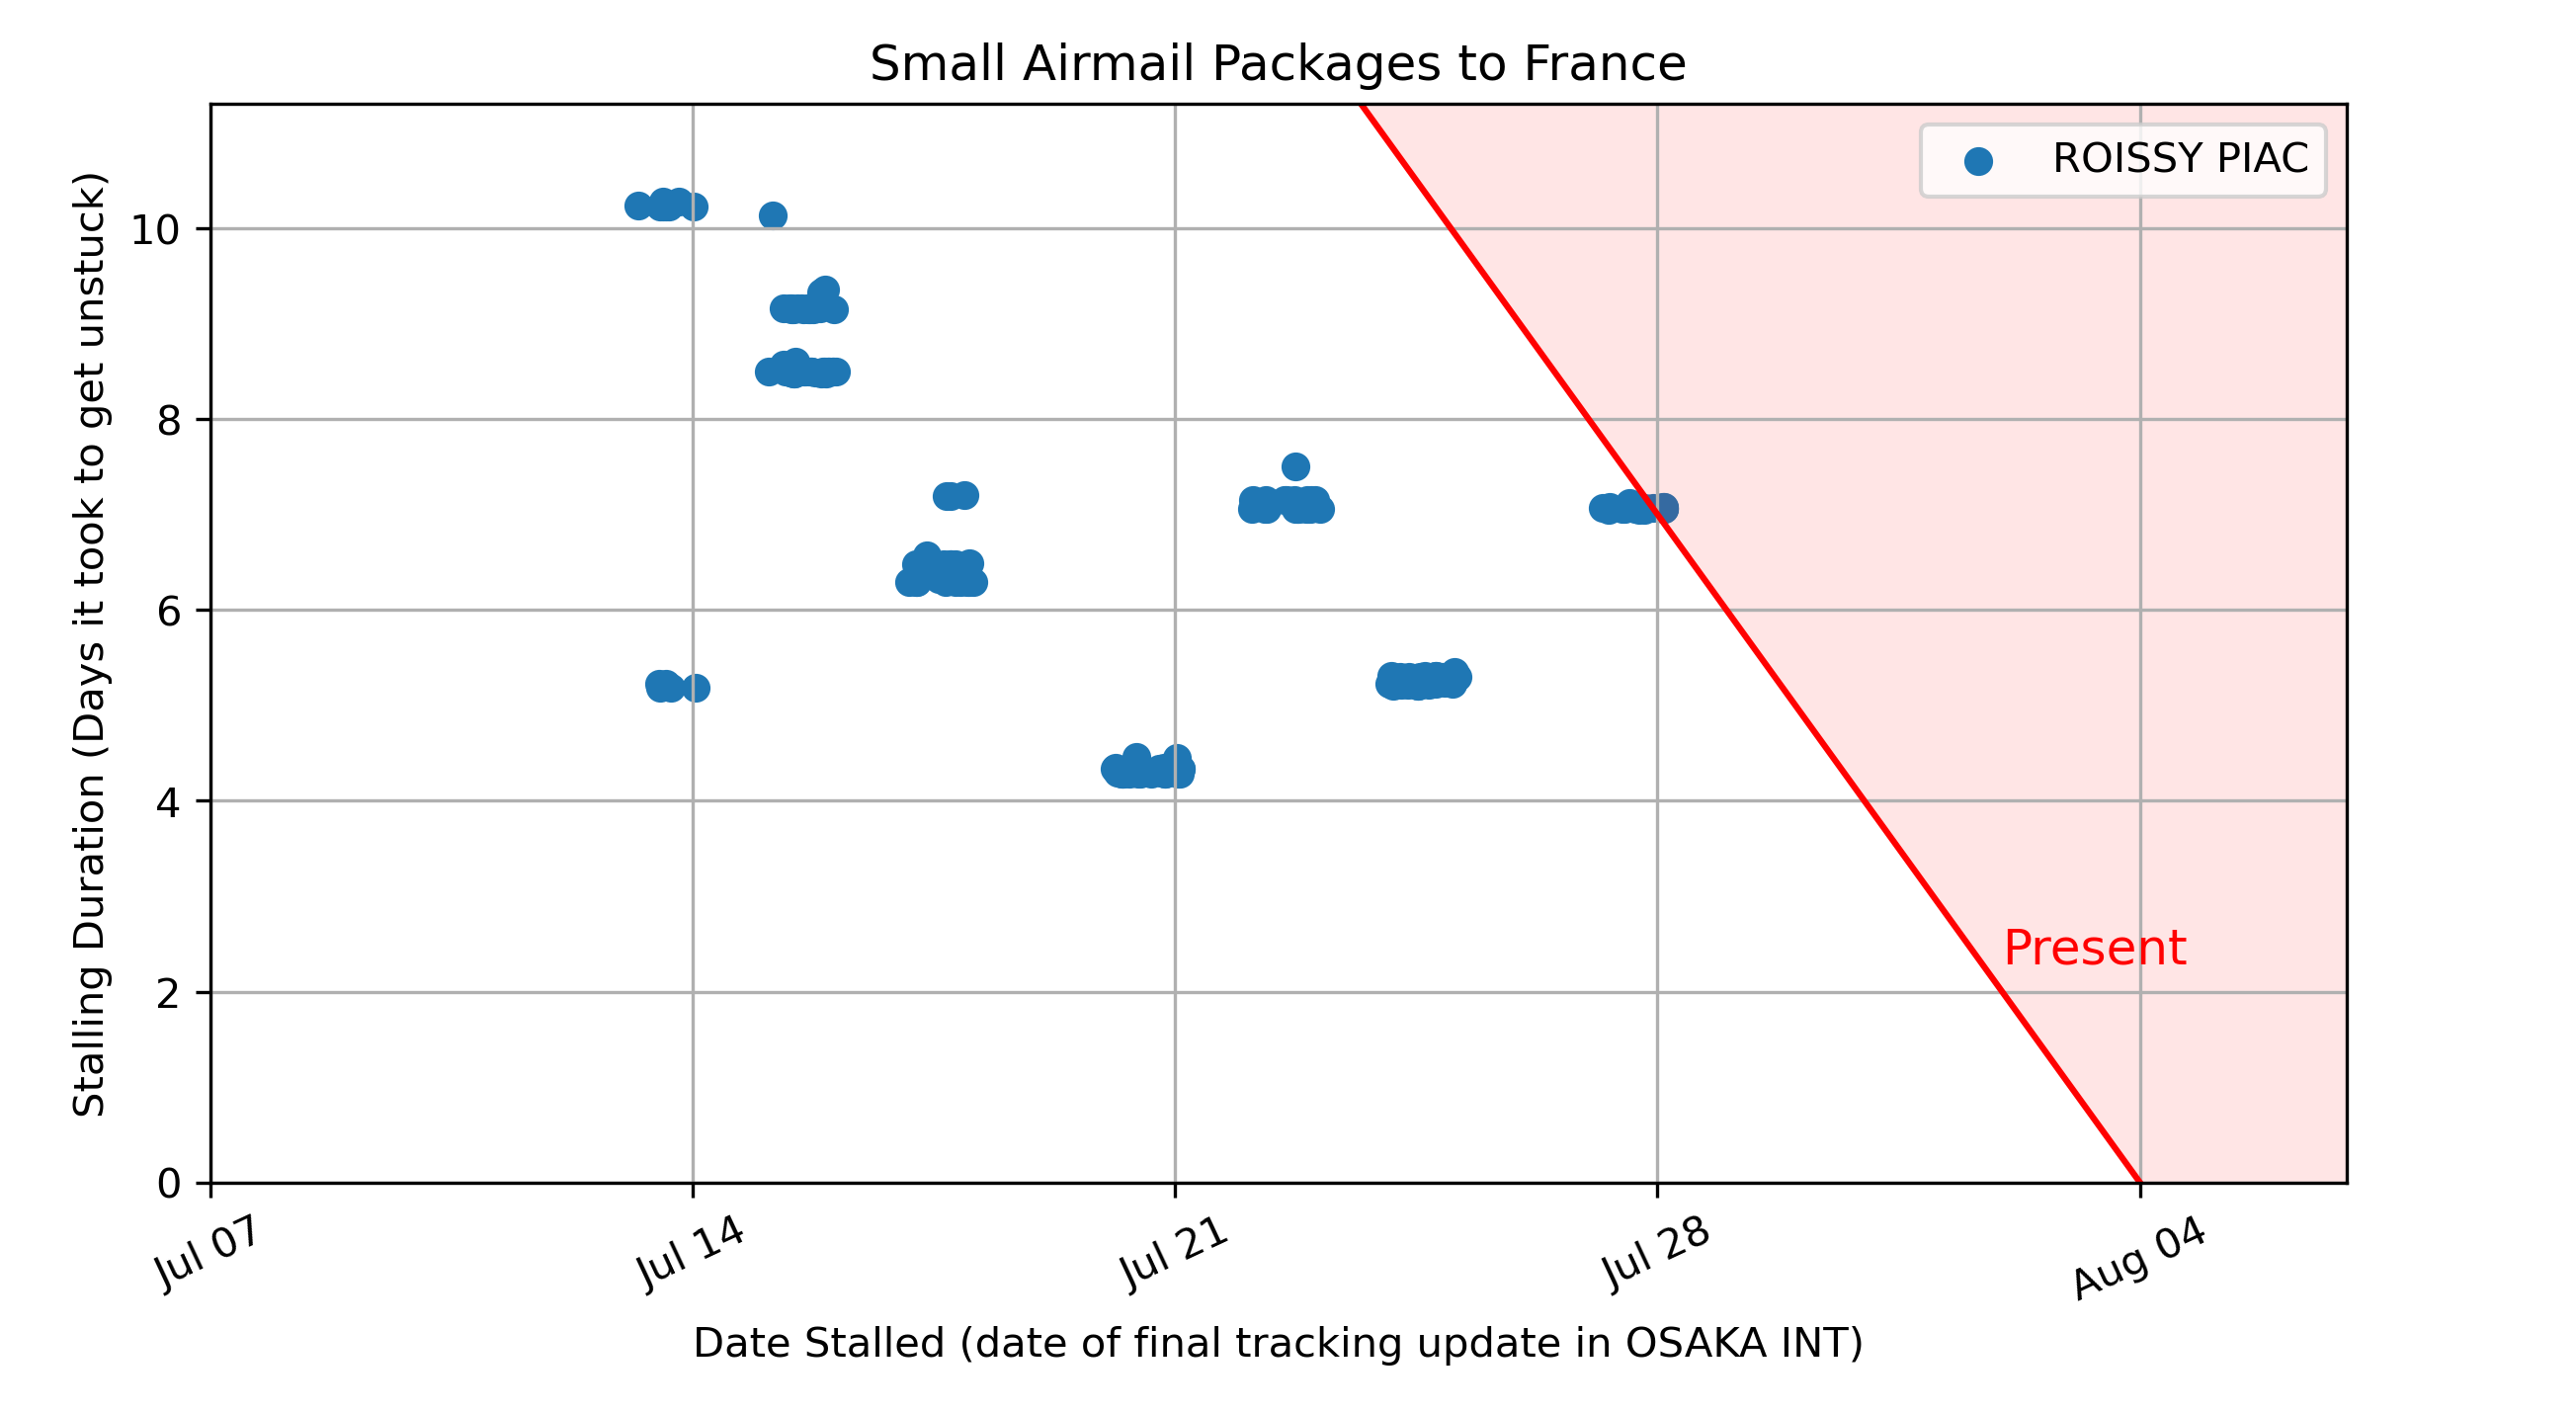 Small Airmail Packages to France
ROISSY PIAC
Stalling Duration (Days it took to get unstuck)
10
8
6
4
2
0
Present
Jul 07
Jul 14
Jul 21
Jul 28
Aug 04
Date Stalled (date of final tracking update in OSAKA INT)